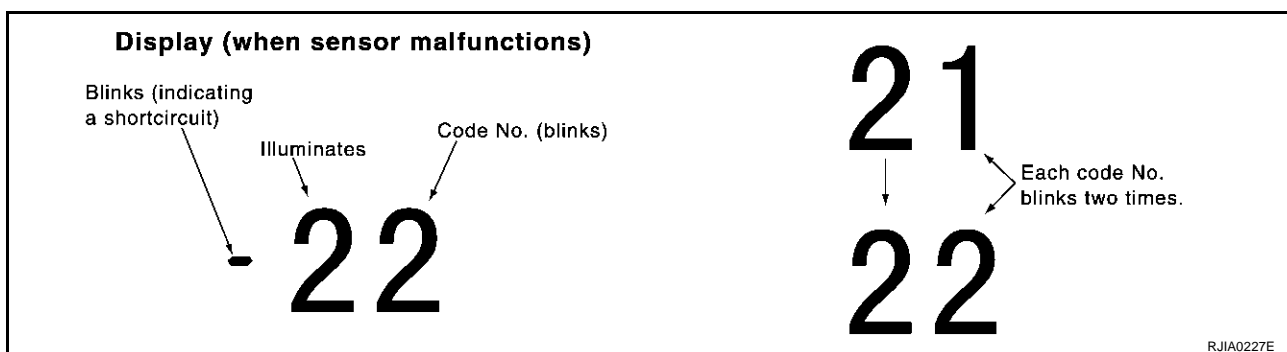 Display (when sensor malfunctions)
Blinks (indicating
a shortcircuit)
Illuminates
Code No. (blinks)
-22
21
Each code No.
blinks two times.
22
RJIA0227E